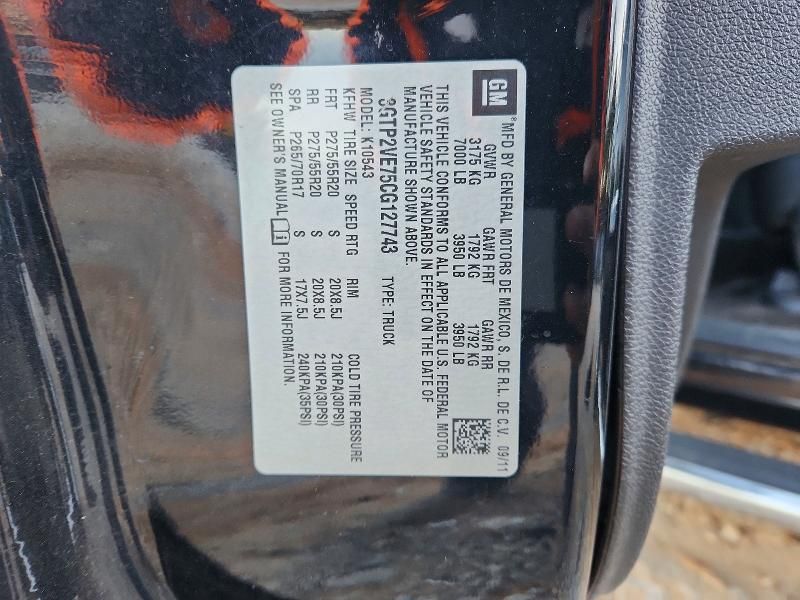 GM
®MFD BY GENERAL MOTORS DE MEXICO, S. DE R.L. DE C.V. 09/11
GVWR GAWR FRT GAWR RR
3175 KG 1792 KG 1792 KG
7000 LB 3950 LB 3950 LB
THIS VEHICLE CONFORMS TO ALL APPLICABLE U.S. FEDERAL MOTOR
VEHICLE SAFETY STANDARDS IN EFFECT ON THE DATE OF
MANUFACTURE SHOWN ABOVE.
3GTP2VE75CG127743 TYPE: TRUCK
MODEL: K10543
KFHW TIRE SIZE SPEED RTG RIM COLD TIRE PRESSURE
FRT P275/55R20 S 20X8.5J 210KPA(30PSI)
RR P275/55R20 S 20X8.5J 210KPA(30PSI)
SPA P265/70R17 S 17X7.5J 240KPA(35PSI)
SEE OWNER'S MANUAL i FOR MORE INFORMATION.